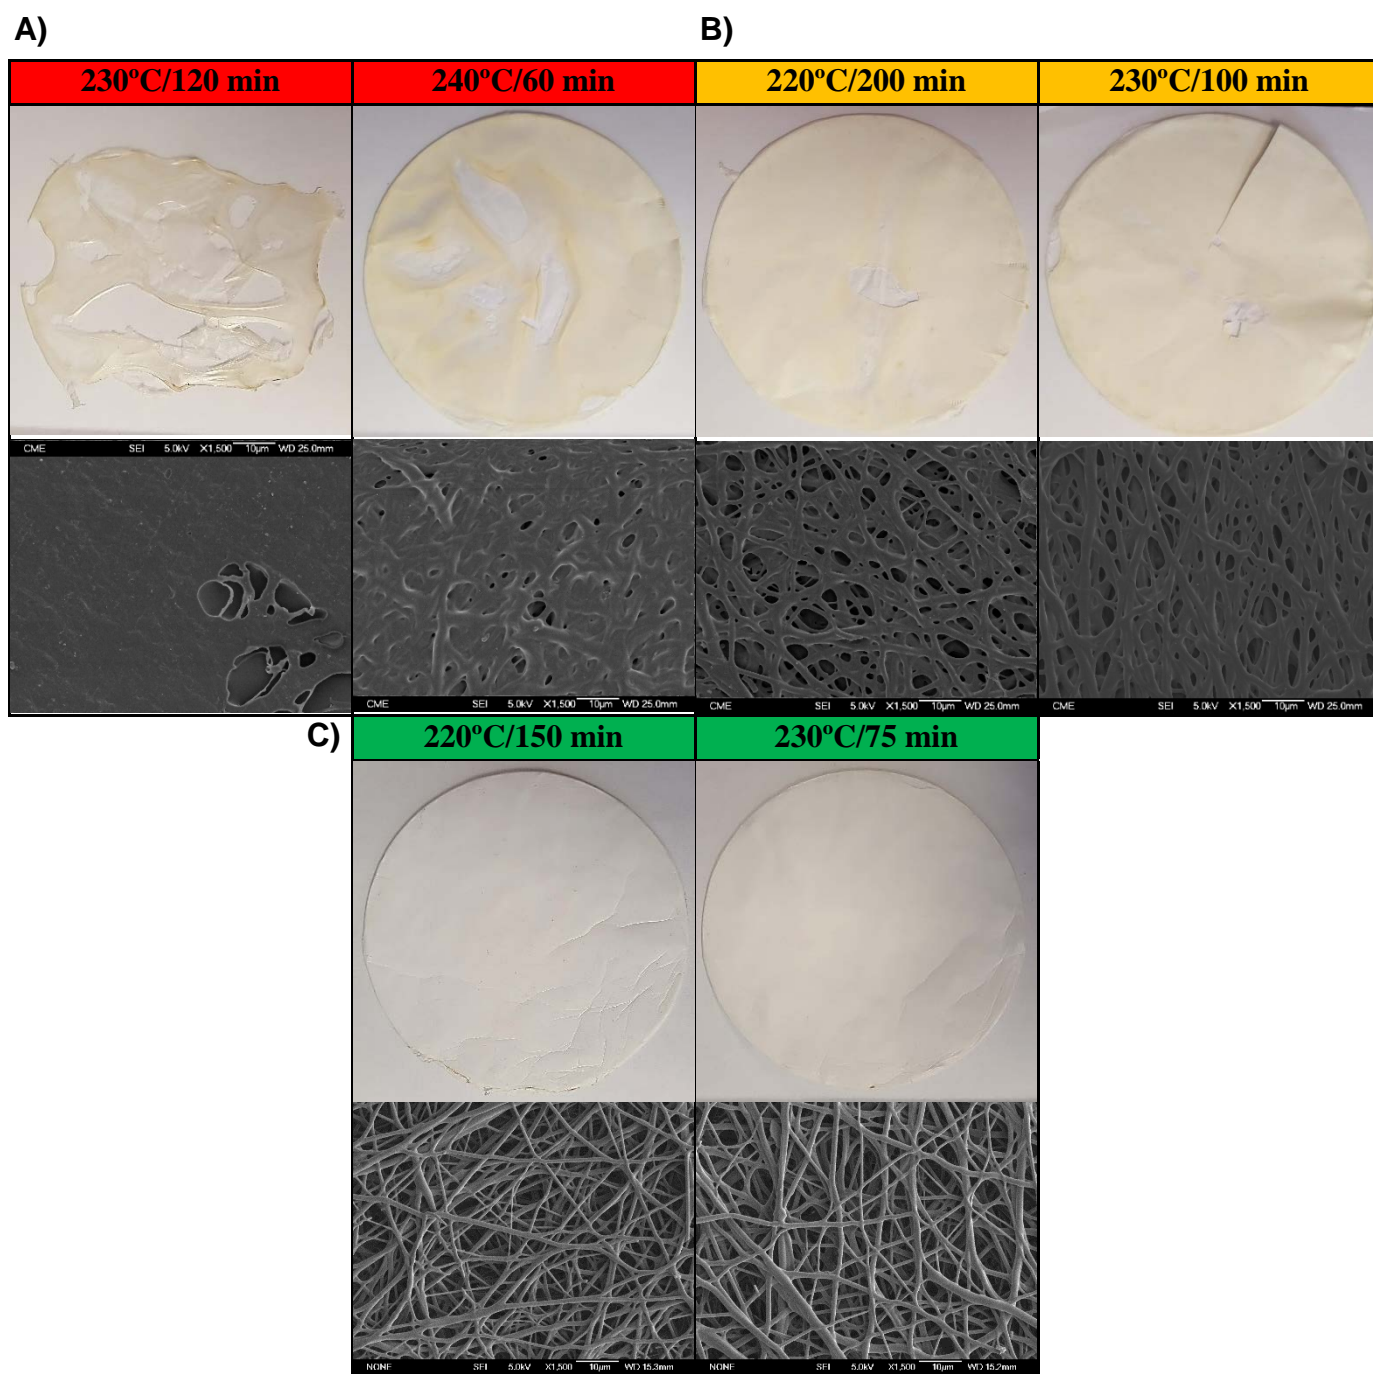 A)
B)
230ºC/120 min
240ºC/60 min
220ºC/200 min
230ºC/100 min
CME SEI 5.0kV X1,500 10µm WD 25.0mm
CME SEI 5.0kV X1,500 10µm WD 25.0mm
CME SEI 5.0kV X1,500 10µm WD 25.0mm
CME SEI 5.0kV X1,500 10µm WD 25.0mm
C)
220ºC/150 min
230ºC/75 min
NONE SEI 5.0kV X1,500 10µm WD 15.3mm
NONE SEI 5.0kV X1,500 10µm WD 15.2mm